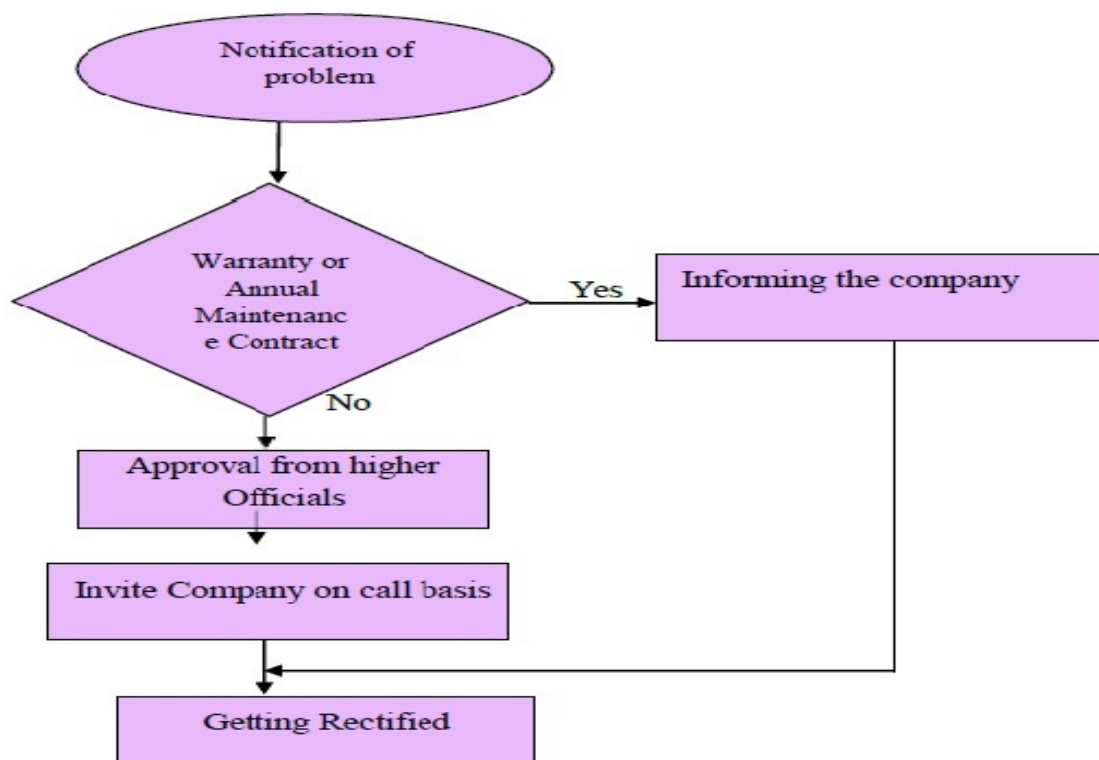 Notification of
problem
Warranty or
Annual
Maintenanc
e Contract
Yes
Informing the company
No
Approval from higher
Officials
Invite Company on call basis
Getting Rectified